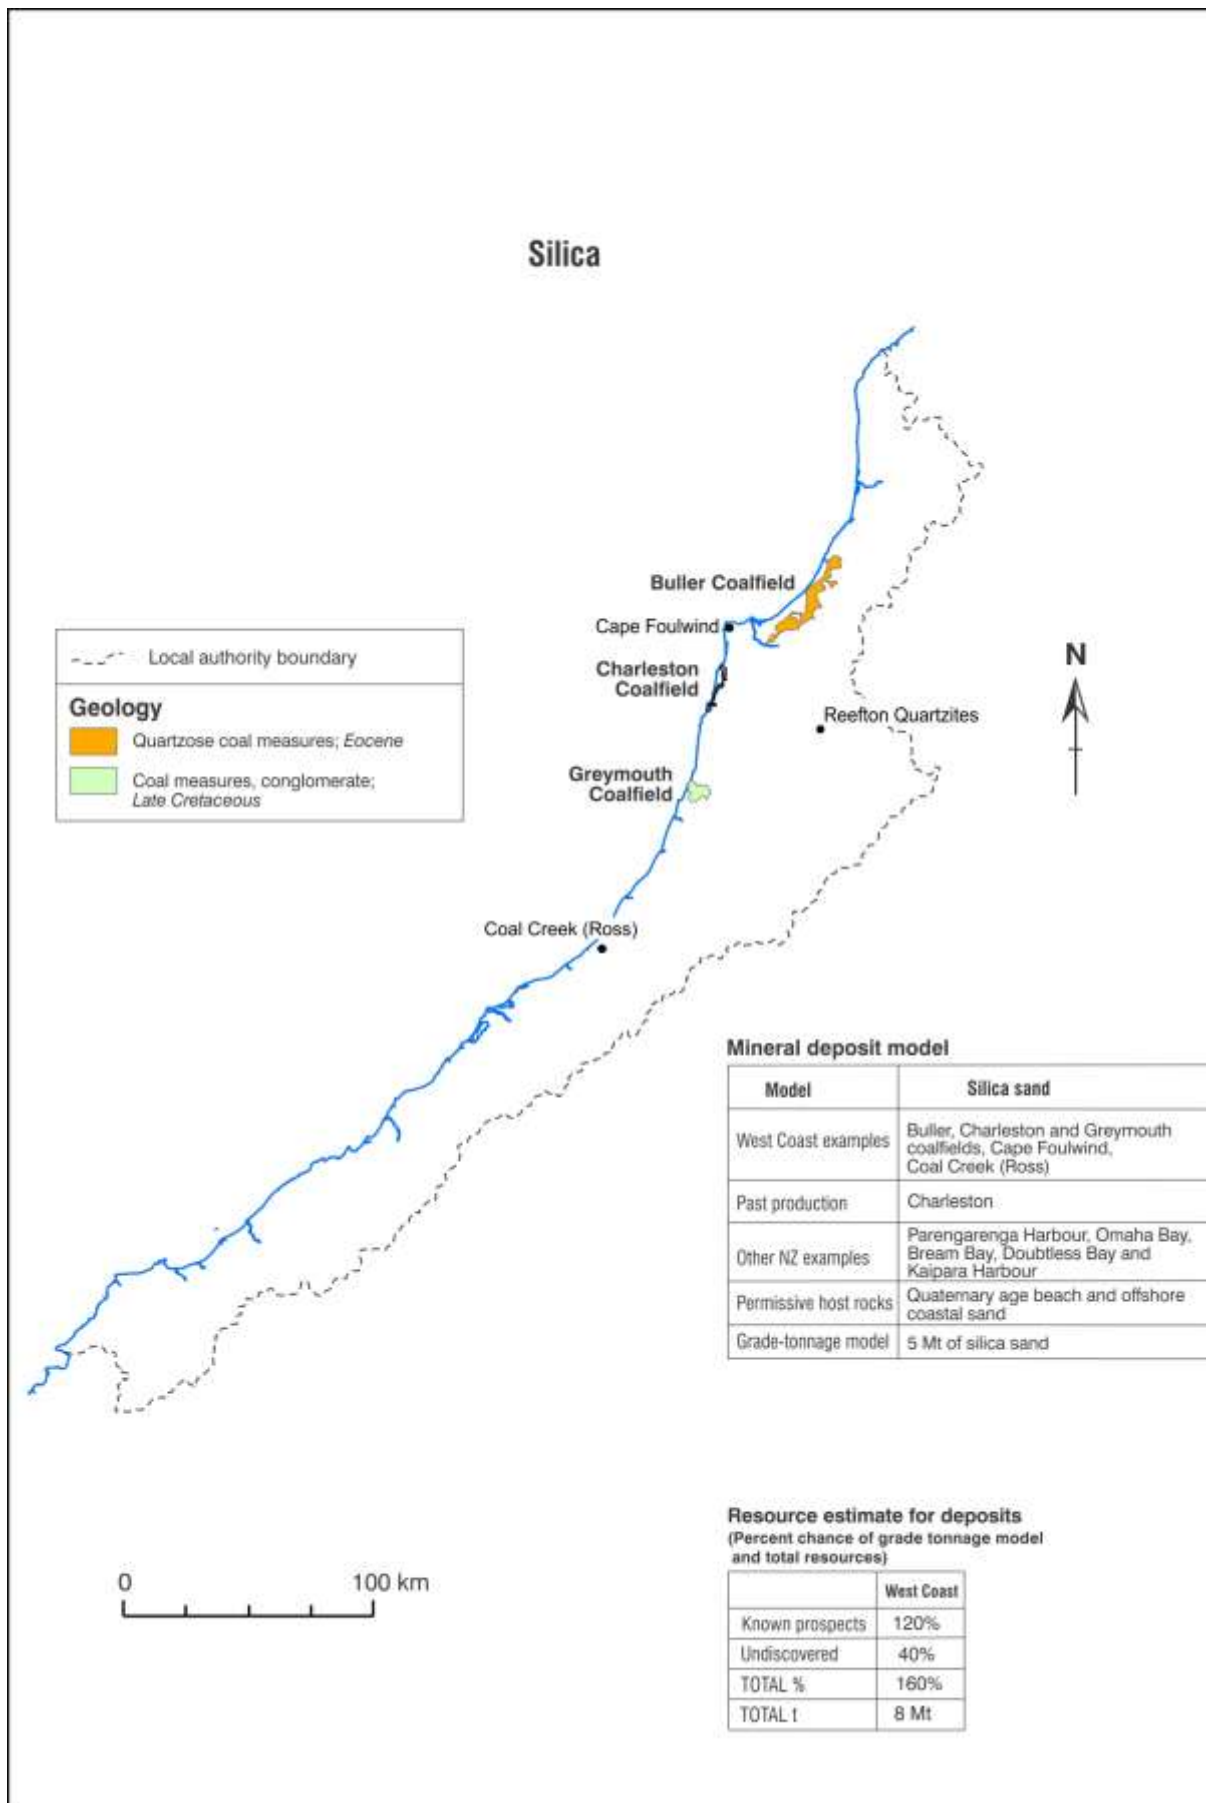 Silica
Buller Coalfield
Cape Foulwind
Charleston
Coalfield
Reefton Quartzites
Greymouth
Coalfield
Coal Creek (Ross)
N
Local authority boundary
Geology
Quartzose coal measures; Eocene
Coal measures, conglomerate;
Late Cretaceous
Mineral deposit model
Model Silica sand
West Coast examples Buller, Charleston and Greymouth
coalfields, Cape Foulwind,
Coal Creek (Ross)
Past production Charleston
Other NZ examples Parengarenga Harbour, Omaha Bay,
Bream Bay, Doubtless Bay and
Kaipara Harbour
Permissive host rocks Quaternary age beach and offshore
coastal sand
Grade-tonnage model 5 Mt of silica sand
Resource estimate for deposits
(Percent chance of grade tonnage model
and total resources)
West Coast
Known prospects 120%
Undiscovered 40%
TOTAL % 160%
TOTAL t 8 Mt
0 100 km